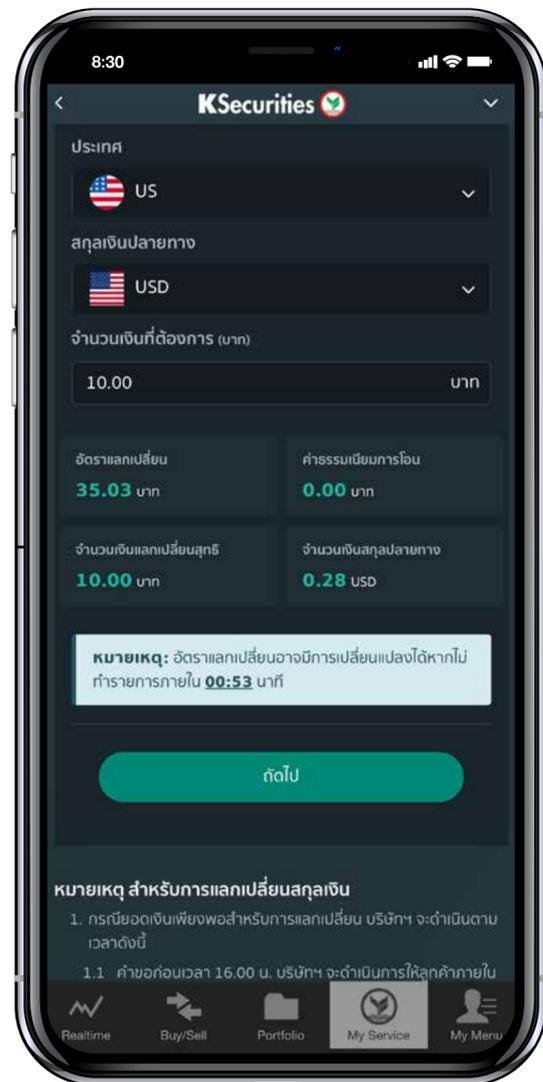 8:30
KSecurities
ประเทศ
US
สกุลเงินปลายทาง
USD
จำนวนเงินที่ต้องการ (บาท)
10.00 บาท
อัตราแลกเปลี่ยน ค่าธรรมเนียมการโอน
35.03 บาท 0.00 บาท
จำนวนเงินแลกเปลี่ยนสุทธิ จำนวนเงินสกุลปลายทาง
10.00 บาท 0.28 USD
หมายเหตุ: อัตราแลกเปลี่ยนอาจมีการเปลี่ยนแปลงได้หากไม่
ทำรายการภายใน 00:53 นาที
ถัดไป
หมายเหตุ สำหรับการแลกเปลี่ยนสกุลเงิน
1. กรณียอดเงินเพียงพอสำหรับการแลกเปลี่ยน บริษัทฯ จะดำเนินตาม
เวลาดังนี้
1.1 คำขอก่อนเวลา 16.00 น. บริษัทฯ จะดำเนินการให้ลูกค้าภายใน
Realtime Buy/Sell Portfolio My Service My Menu